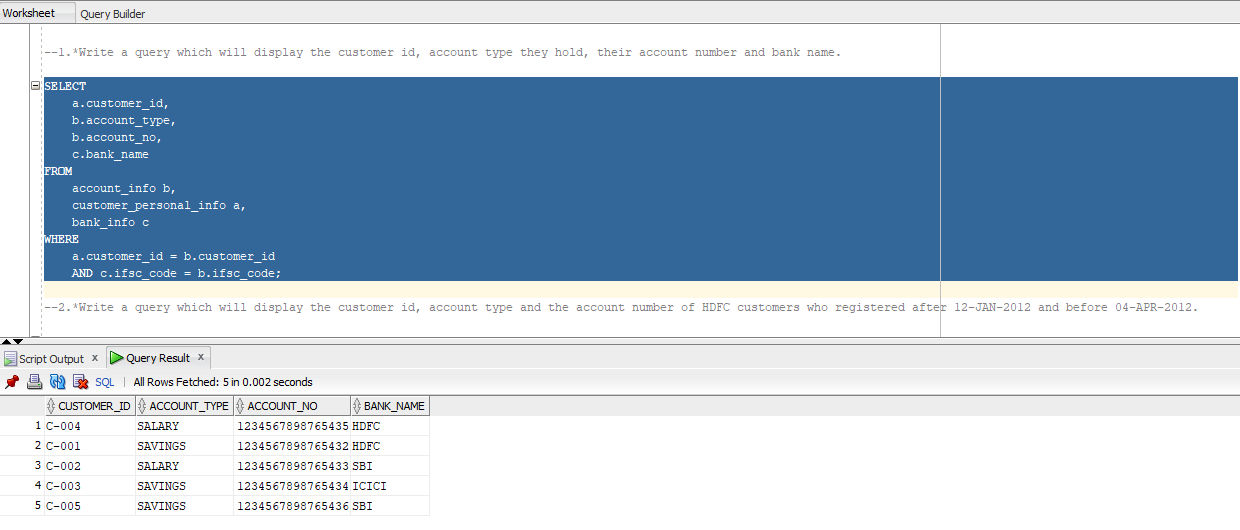 Worksheet Query Builder
--1.*Write a query which will display the customer id, account type they hold, their account number and bank name.
SELECT
a.customer_id,
b.account_type,
b.account_no,
c.bank_name
FROM
account_info b,
customer_personal_info a,
bank_info c
WHERE
a.customer_id = b.customer_id
AND c.ifsc_code = b.ifsc_code;
--2.*Write a query which will display the customer id, account type and the account number of HDFC customers who registered after 12-JAN-2012 and before 04-APR-2012.
Script Output x Query Result x
SQL | All Rows Fetched: 5 in 0.002 seconds
CUSTOMER_ID ACCOUNT_TYPE ACCOUNT_NO BANK_NAME
1 C-004 SALARY 1234567898765435 HDFC
2 C-001 SAVINGS 1234567898765432 HDFC
3 C-002 SALARY 1234567898765433 SBI
4 C-003 SAVINGS 1234567898765434 ICICI
5 C-005 SAVINGS 1234567898765436 SBI